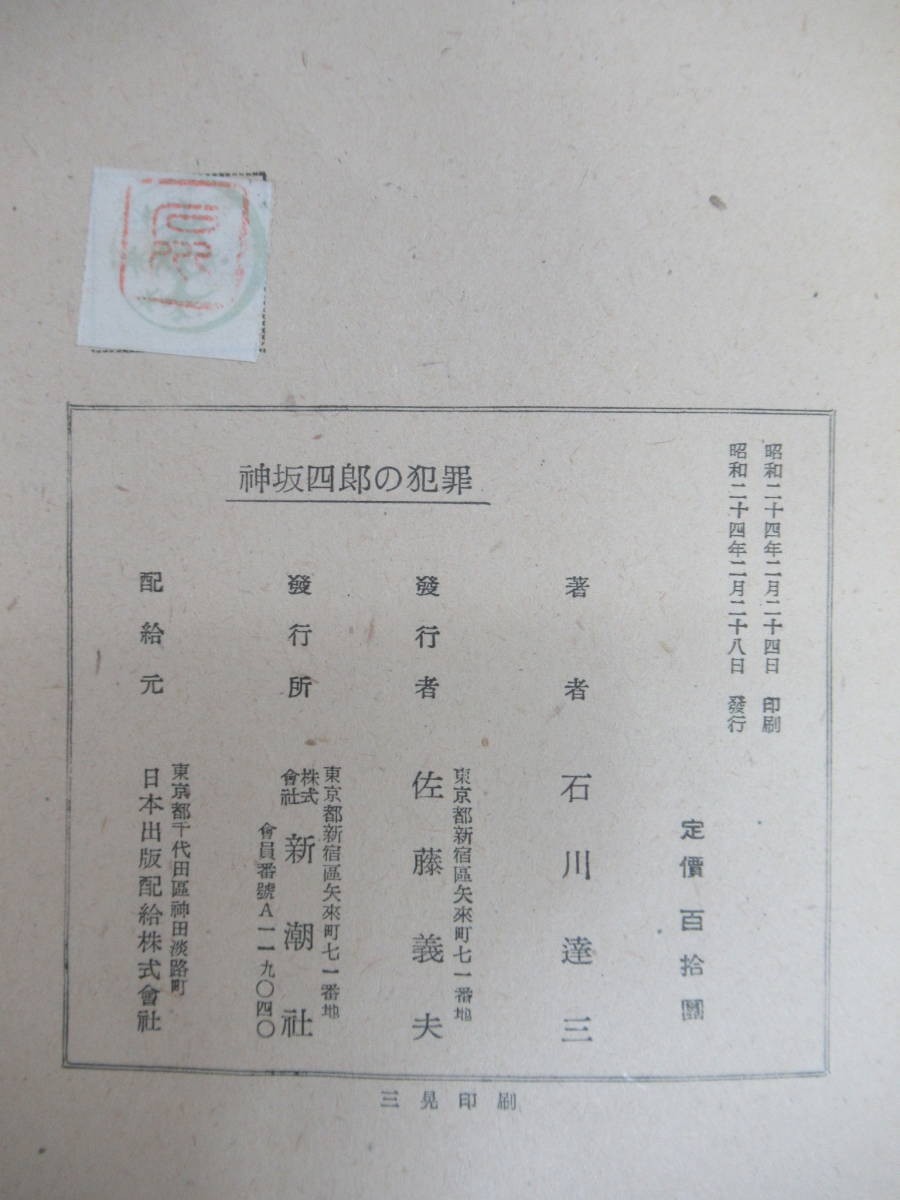 昭和二十四年二月二十四日 印刷
昭和二十四年二月二十八日 發行
定價百拾圓
神坂四郎の犯罪
著者 石川達三
東京都新宿區矢來町七一番地
發行者 佐藤義夫
東京都新宿區矢來町七一番地
發行所 株式會社 新潮社
會員番號A一一九〇四〇
東京都千代田區神田淡路町
配給元 日本出版配給株式會社
三晃印刷